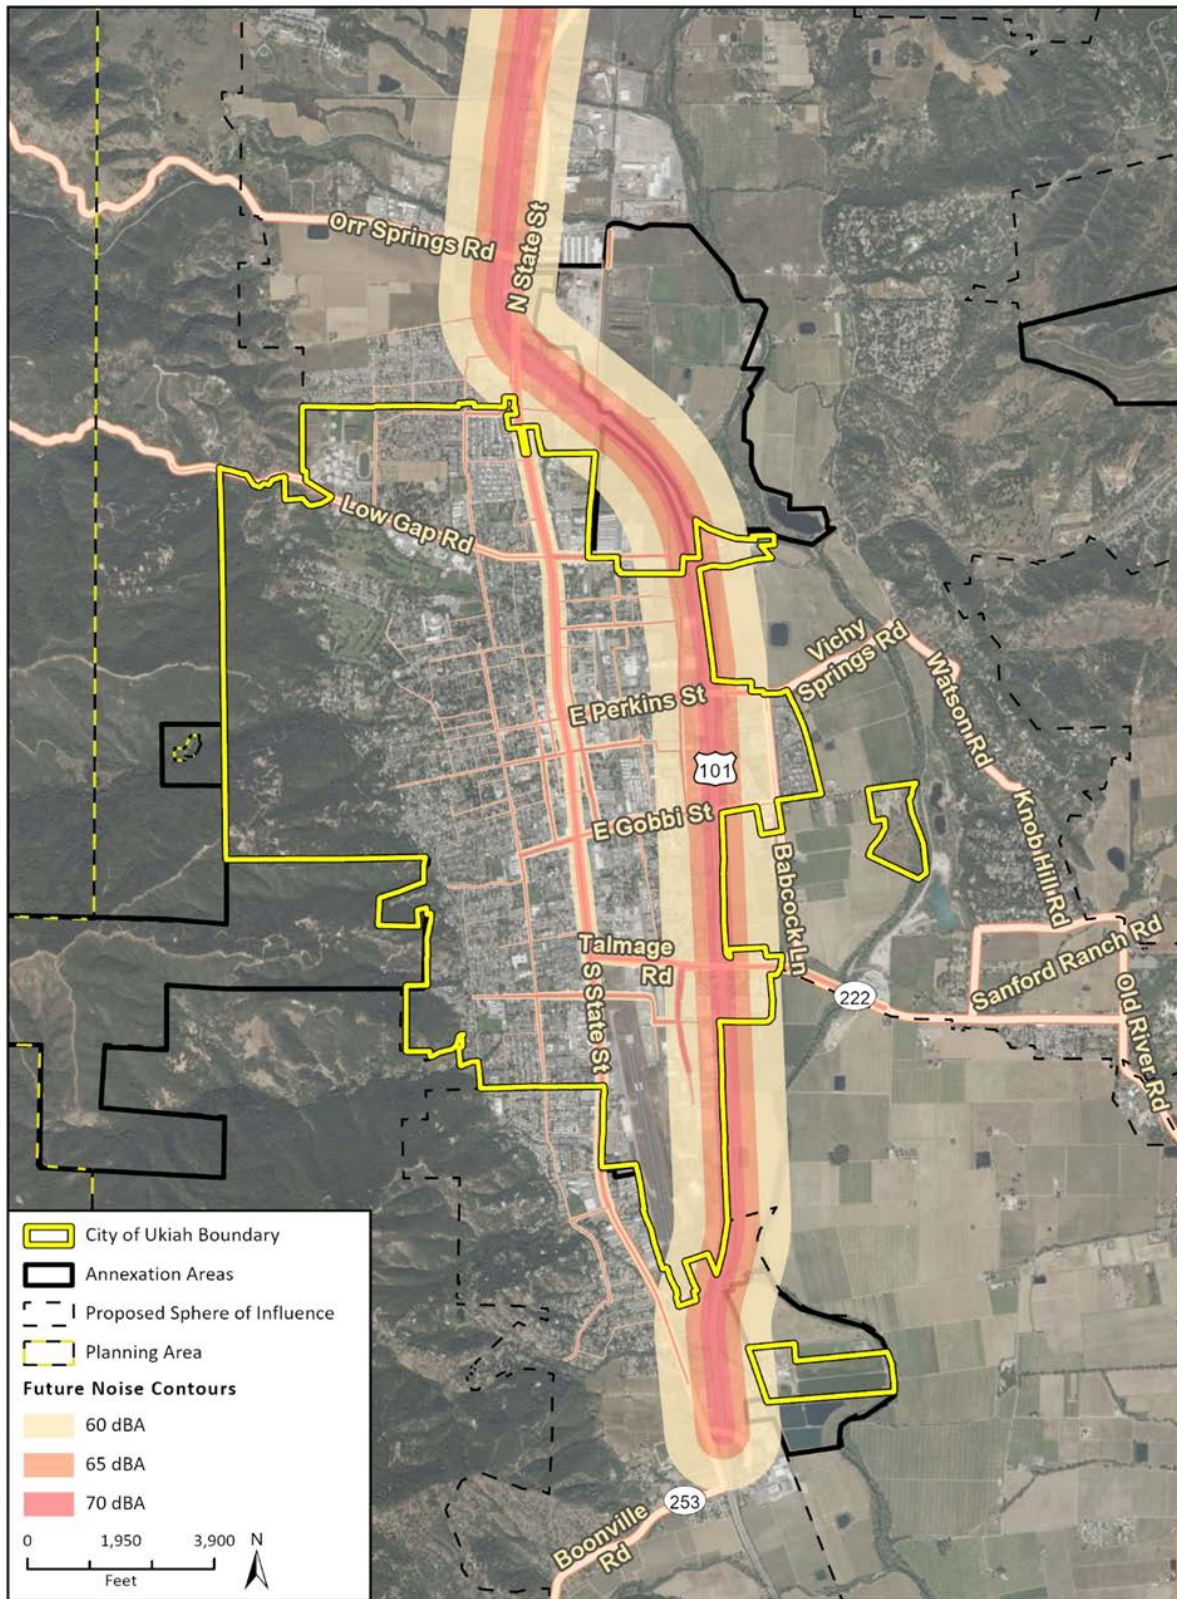 Orr Springs Rd
N State St
Low Gap Rd
Vichy
Springs Rd
Watson Rd
E Perkins St
101
E Gobbi St
Knob Hill Rd
Babcock Ln
Talmage
Rd
222
Sanford Ranch Rd
S State St
Old River Rd
City of Ukiah Boundary
Annexation Areas
Proposed Sphere of Influence
Planning Area
Future Noise Contours
60 dBA
65 dBA
70 dBA
0 1,950 3,900
Feet
N
253
Boonville
Rd